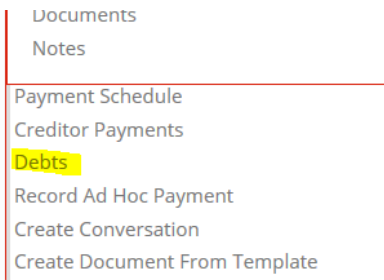 Documents
Notes
Payment Schedule
Creditor Payments
Debts
Record Ad Hoc Payment
Create Conversation
Create Document From Template